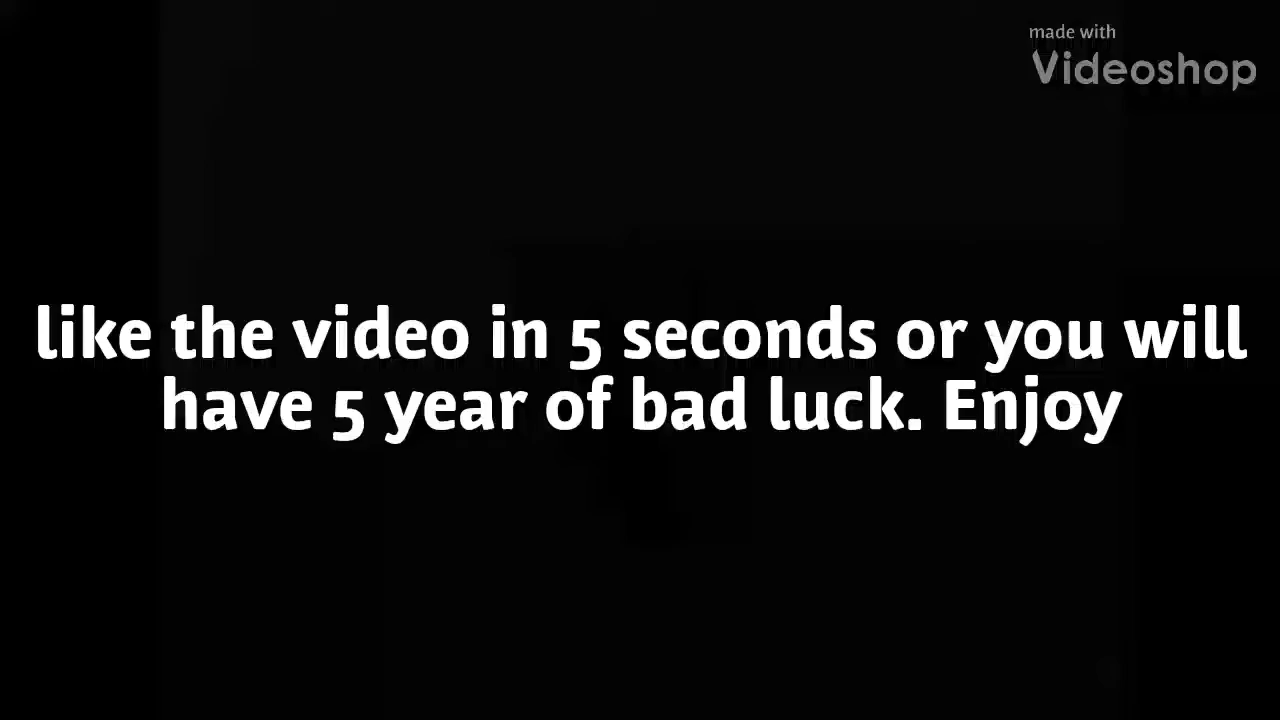 made with
Videoshop
like the video in 5 seconds or you will
have 5 year of bad luck. Enjoy